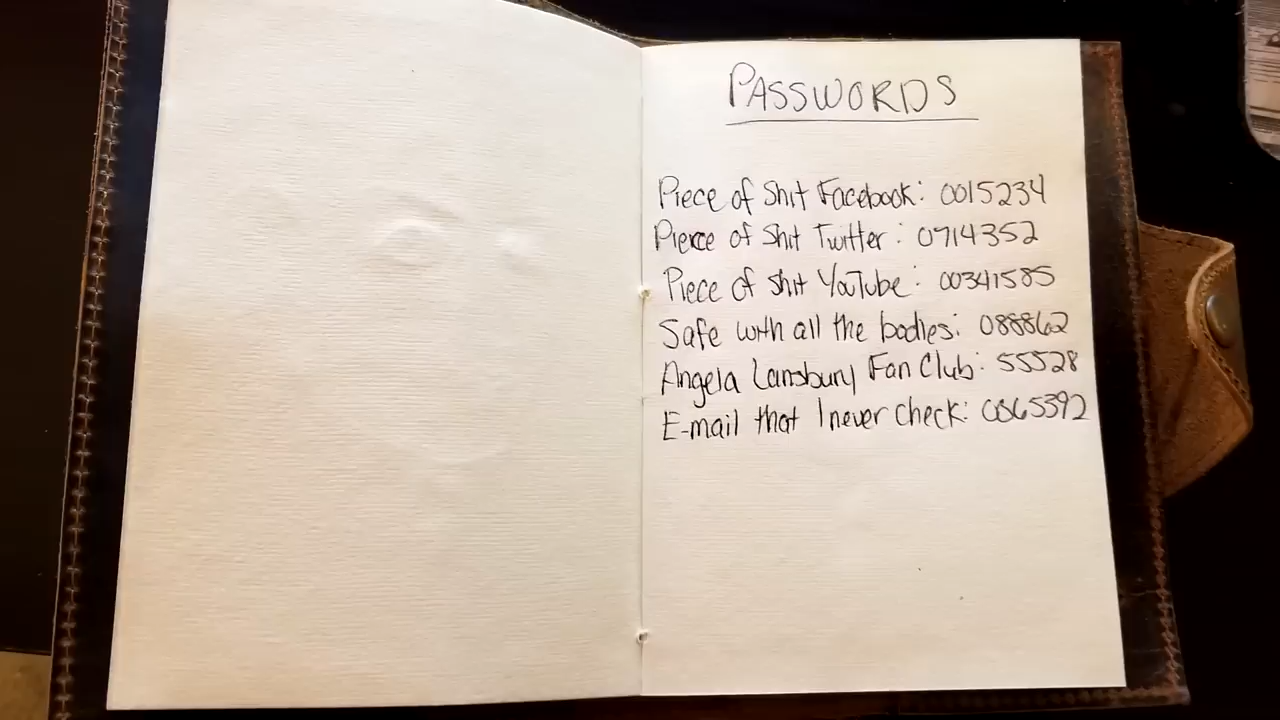 PASSWORDS
Piece of Shit Facebook: 0015234
Pierce of Shit Twitter: 0714352
Piece of Shit YouTube: 00341585
Safe with all the bodies: 088862
Angela Lansbury Fan Club: 55528
E-mail that I never check: 0865392